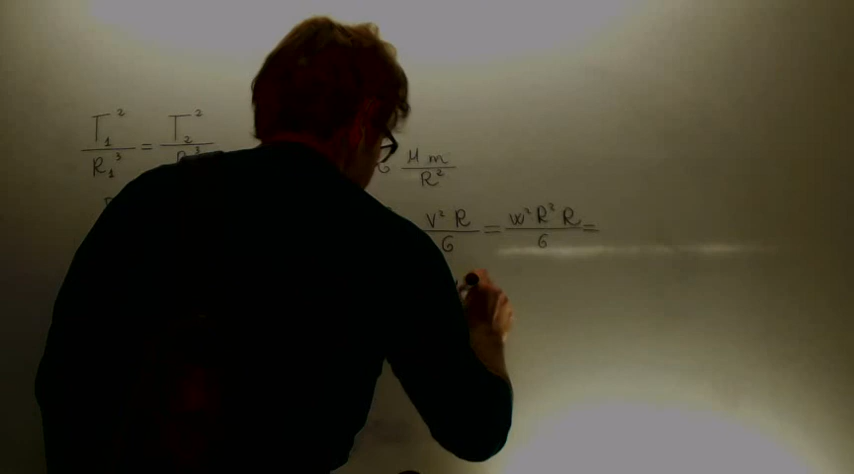 T₁²/R₁³ = T₂²/R₂³
M m/R²
v² R/G = w² R² R/G =